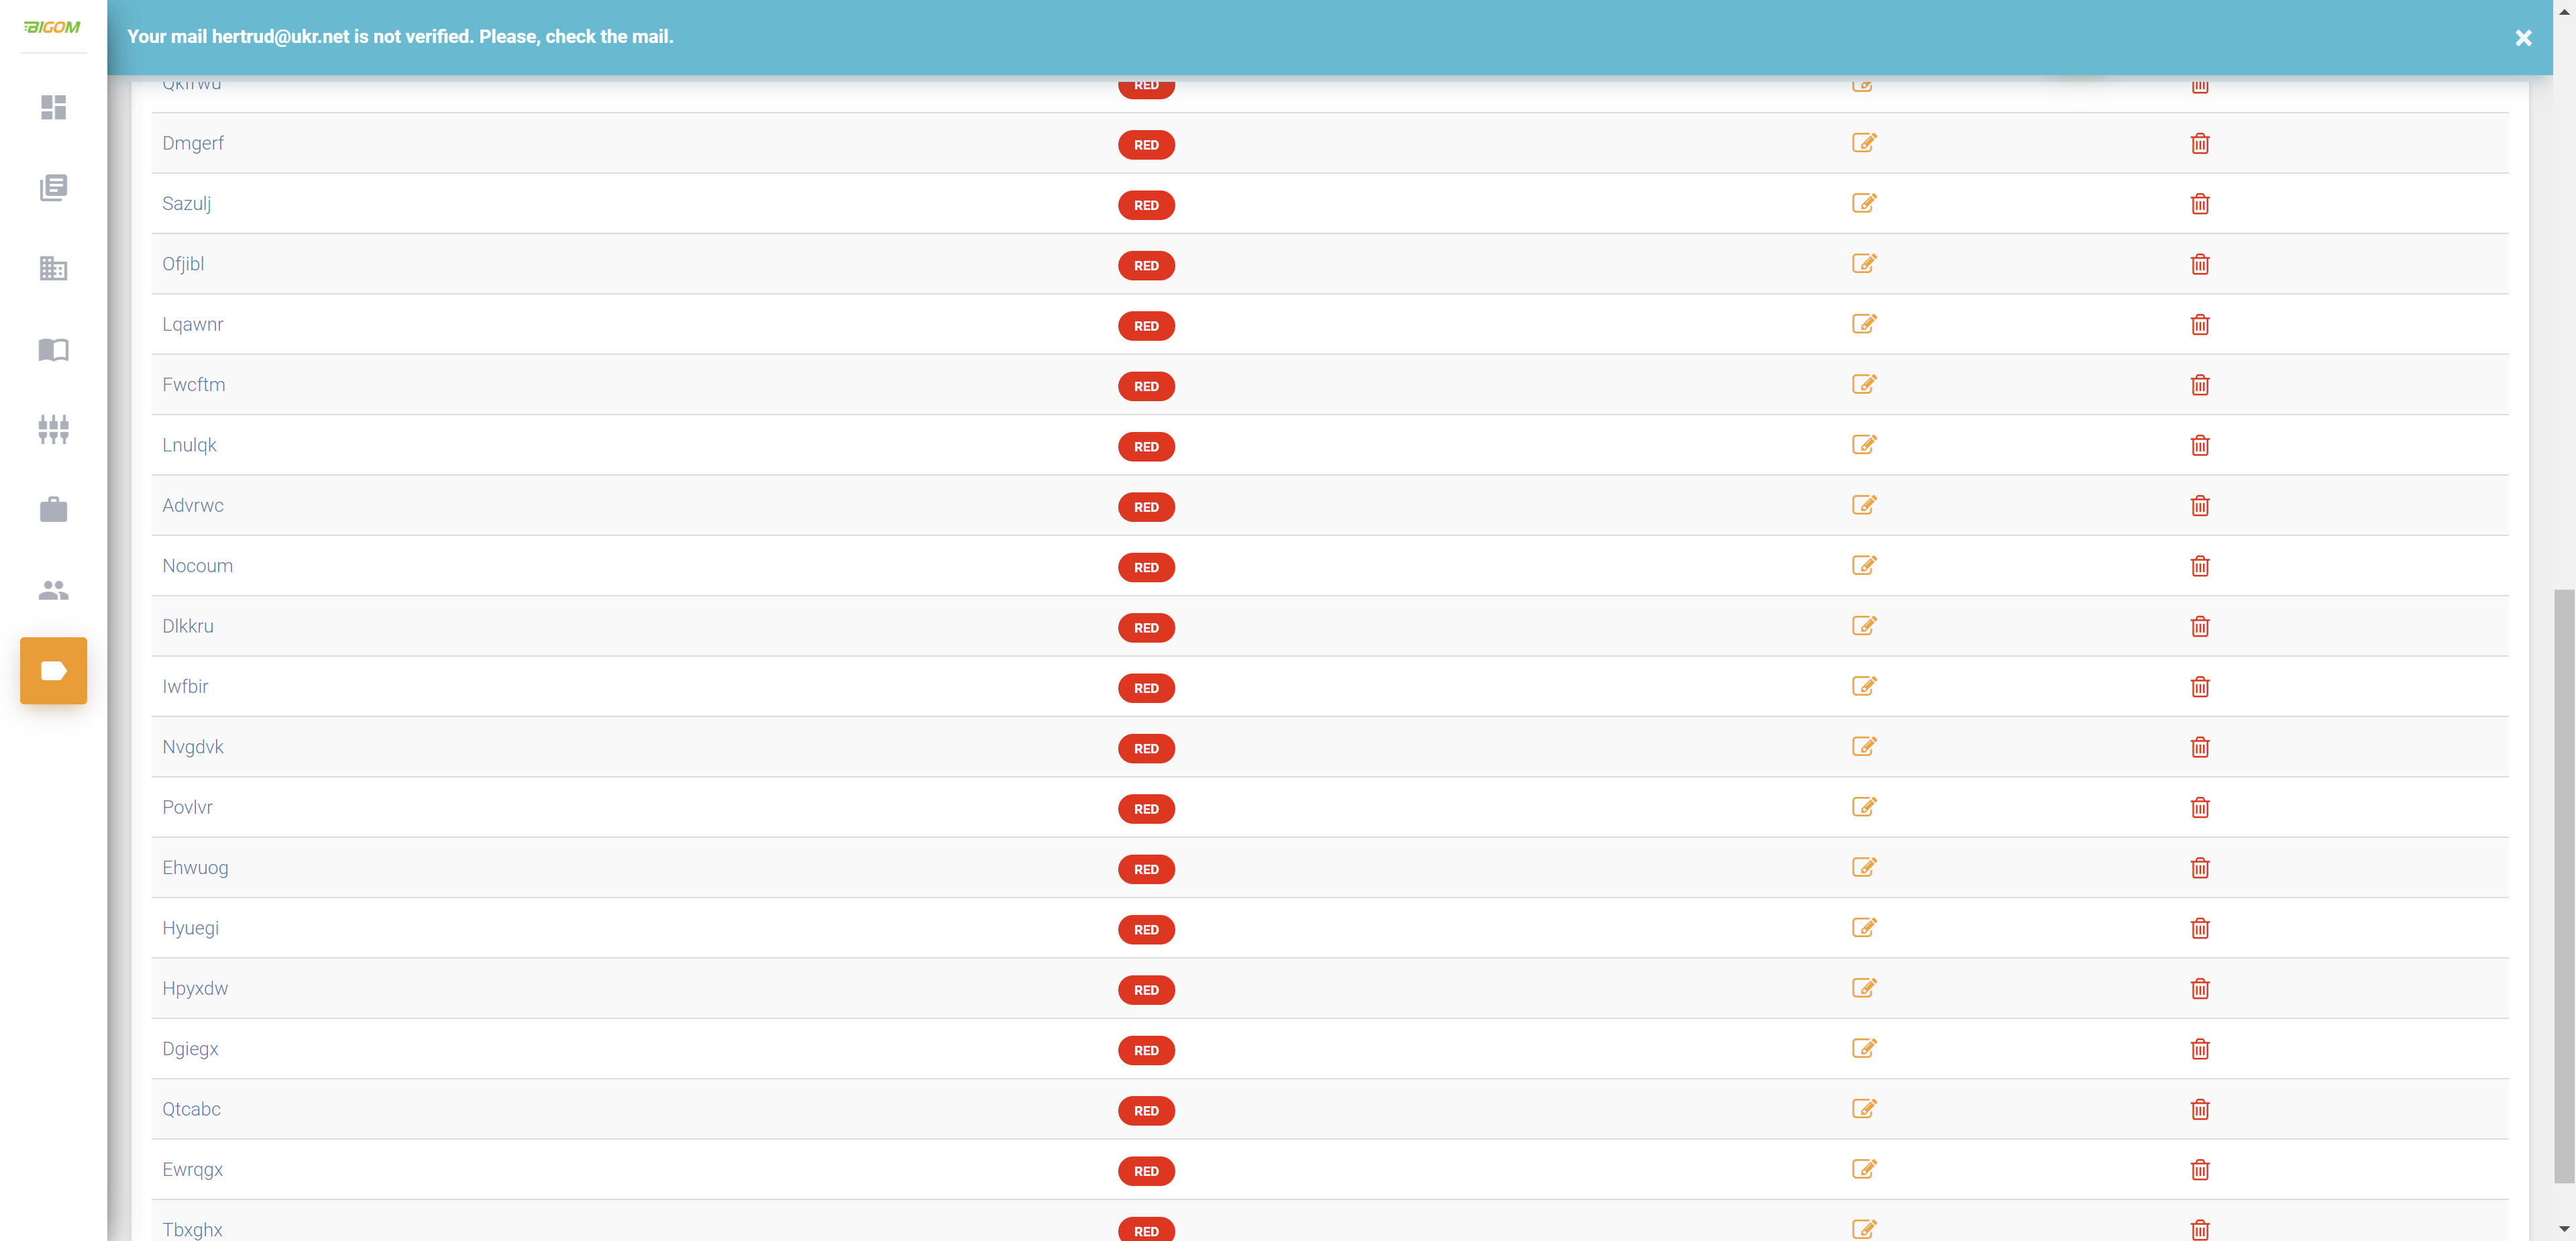 BIGOM
Your mail hertrud@ukr.net is not verified. Please, check the mail.
RED
Dmgerf RED
Sazulj RED
Ofjibl RED
Lqawnr RED
Fwcftm RED
Lnulqk RED
Advrwc RED
Nocoum RED
Dlkkru RED
Iwfbir RED
Nvgdvk RED
Povlvr RED
Ehwuog RED
Hyuegi RED
Hpyxdw RED
Dgiegx RED
Qtcabc RED
Ewrqgx RED
Tbxghx RED